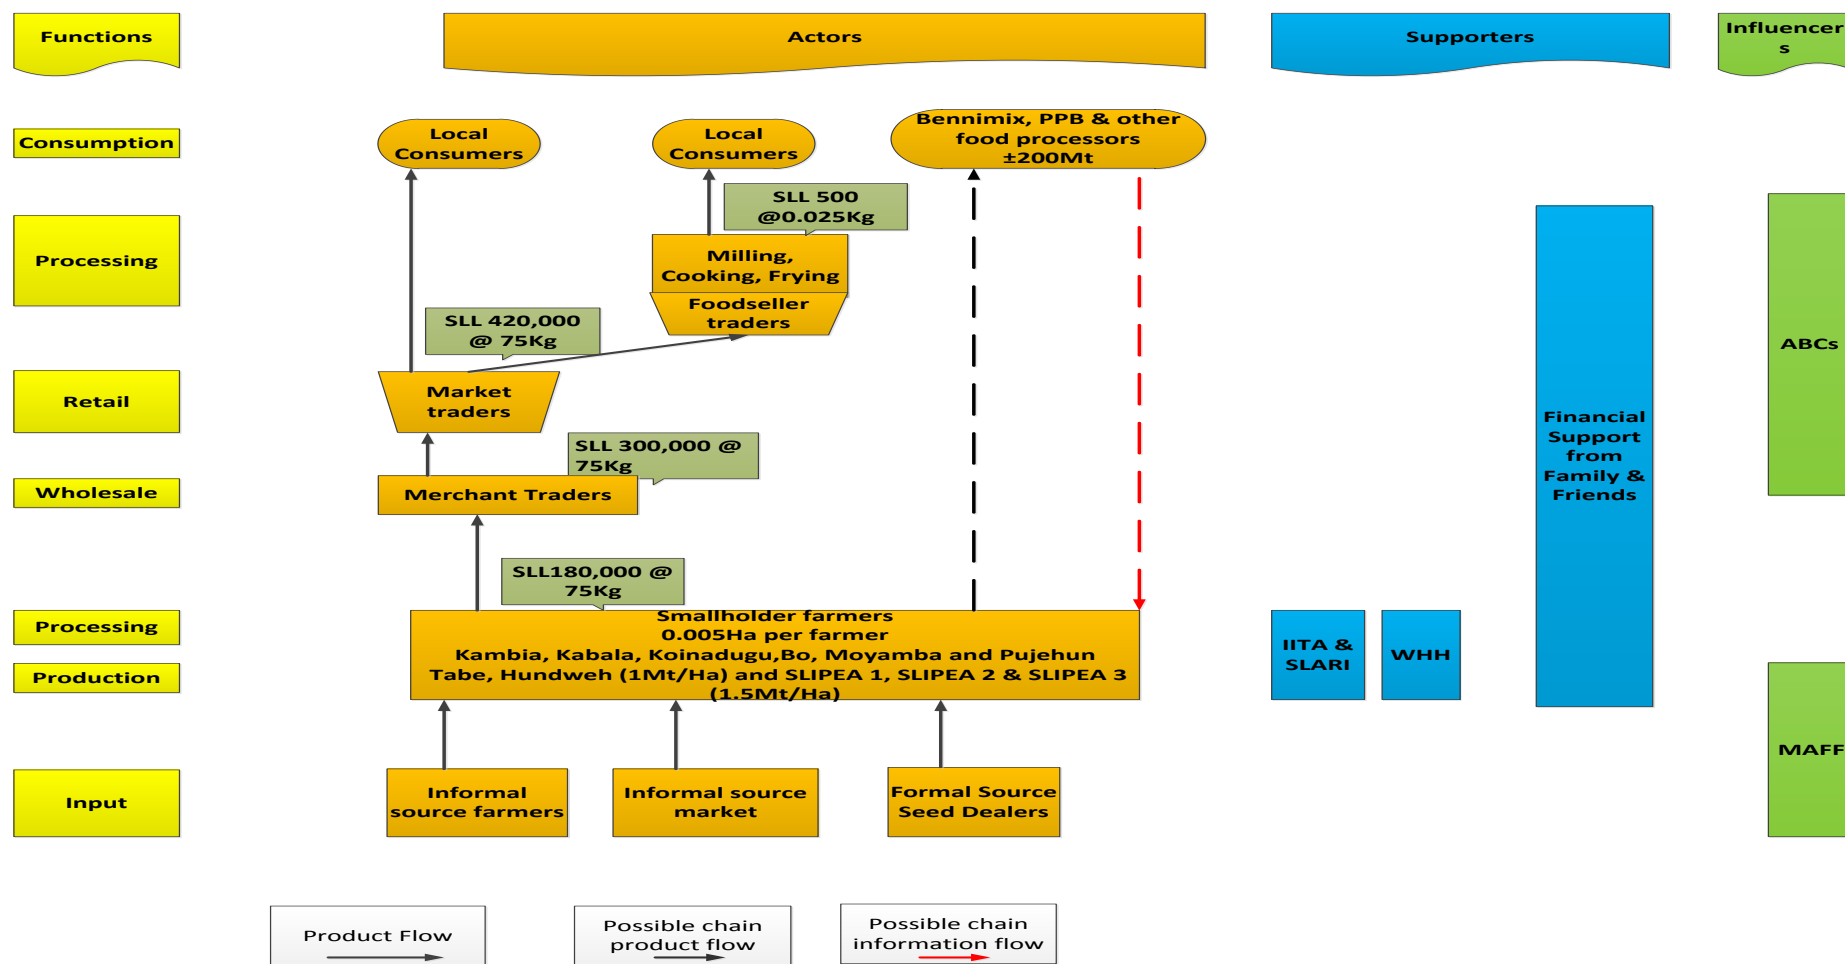 Functions
Actors
Supporters
Influencer
s
Consumption
Local
Consumers
Local
Consumers
Bennimix, PPB & other
food processors
±200Mt
SLL 500
@0.025Kg
Processing
Milling,
Cooking, Frying
Foodseller
traders
SLL 420,000
@ 75Kg
ABCs
Retail
Market
traders
Financial
Support
from
Family &
Friends
SLL 300,000 @
75Kg
Wholesale
Merchant Traders
SLL180,000 @
75Kg
Processing
Production
Smallholder farmers
0.005Ha per farmer
Kambia, Kabala, Koinadugu,Bo, Moyamba and Pujehun
Tabe, Hundweh (1Mt/Ha) and SLIPEA 1, SLIPEA 2 & SLIPEA 3
(1.5Mt/Ha)
IITA &
SLARI
WHH
MAFF
Input
Informal
source farmers
Informal source
market
Formal Source
Seed Dealers
Product Flow
Possible chain
product flow
Possible chain
information flow